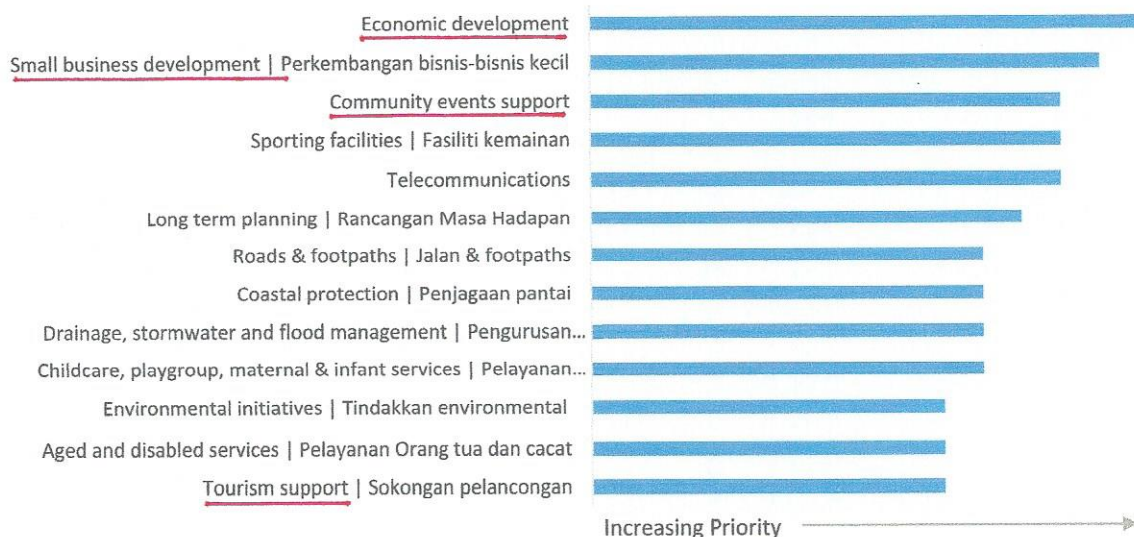 Economic development
Small business development | Perkembangan bisnis-bisnis kecil
Community events support
Sporting facilities | Fasiliti kemainan
Telecommunications
Long term planning | Rancangan Masa Hadapan
Roads & footpaths | Jalan & footpaths
Coastal protection | Penjagaan pantai
Drainage, stormwater and flood management | Pengurusan...
Childcare, playgroup, maternal & infant services | Pelayanan...
Environmental initiatives | Tindakkan environmental
Aged and disabled services | Pelayanan Orang tua dan cacat
Tourism support | Sokongan pelancongan
Increasing Priority